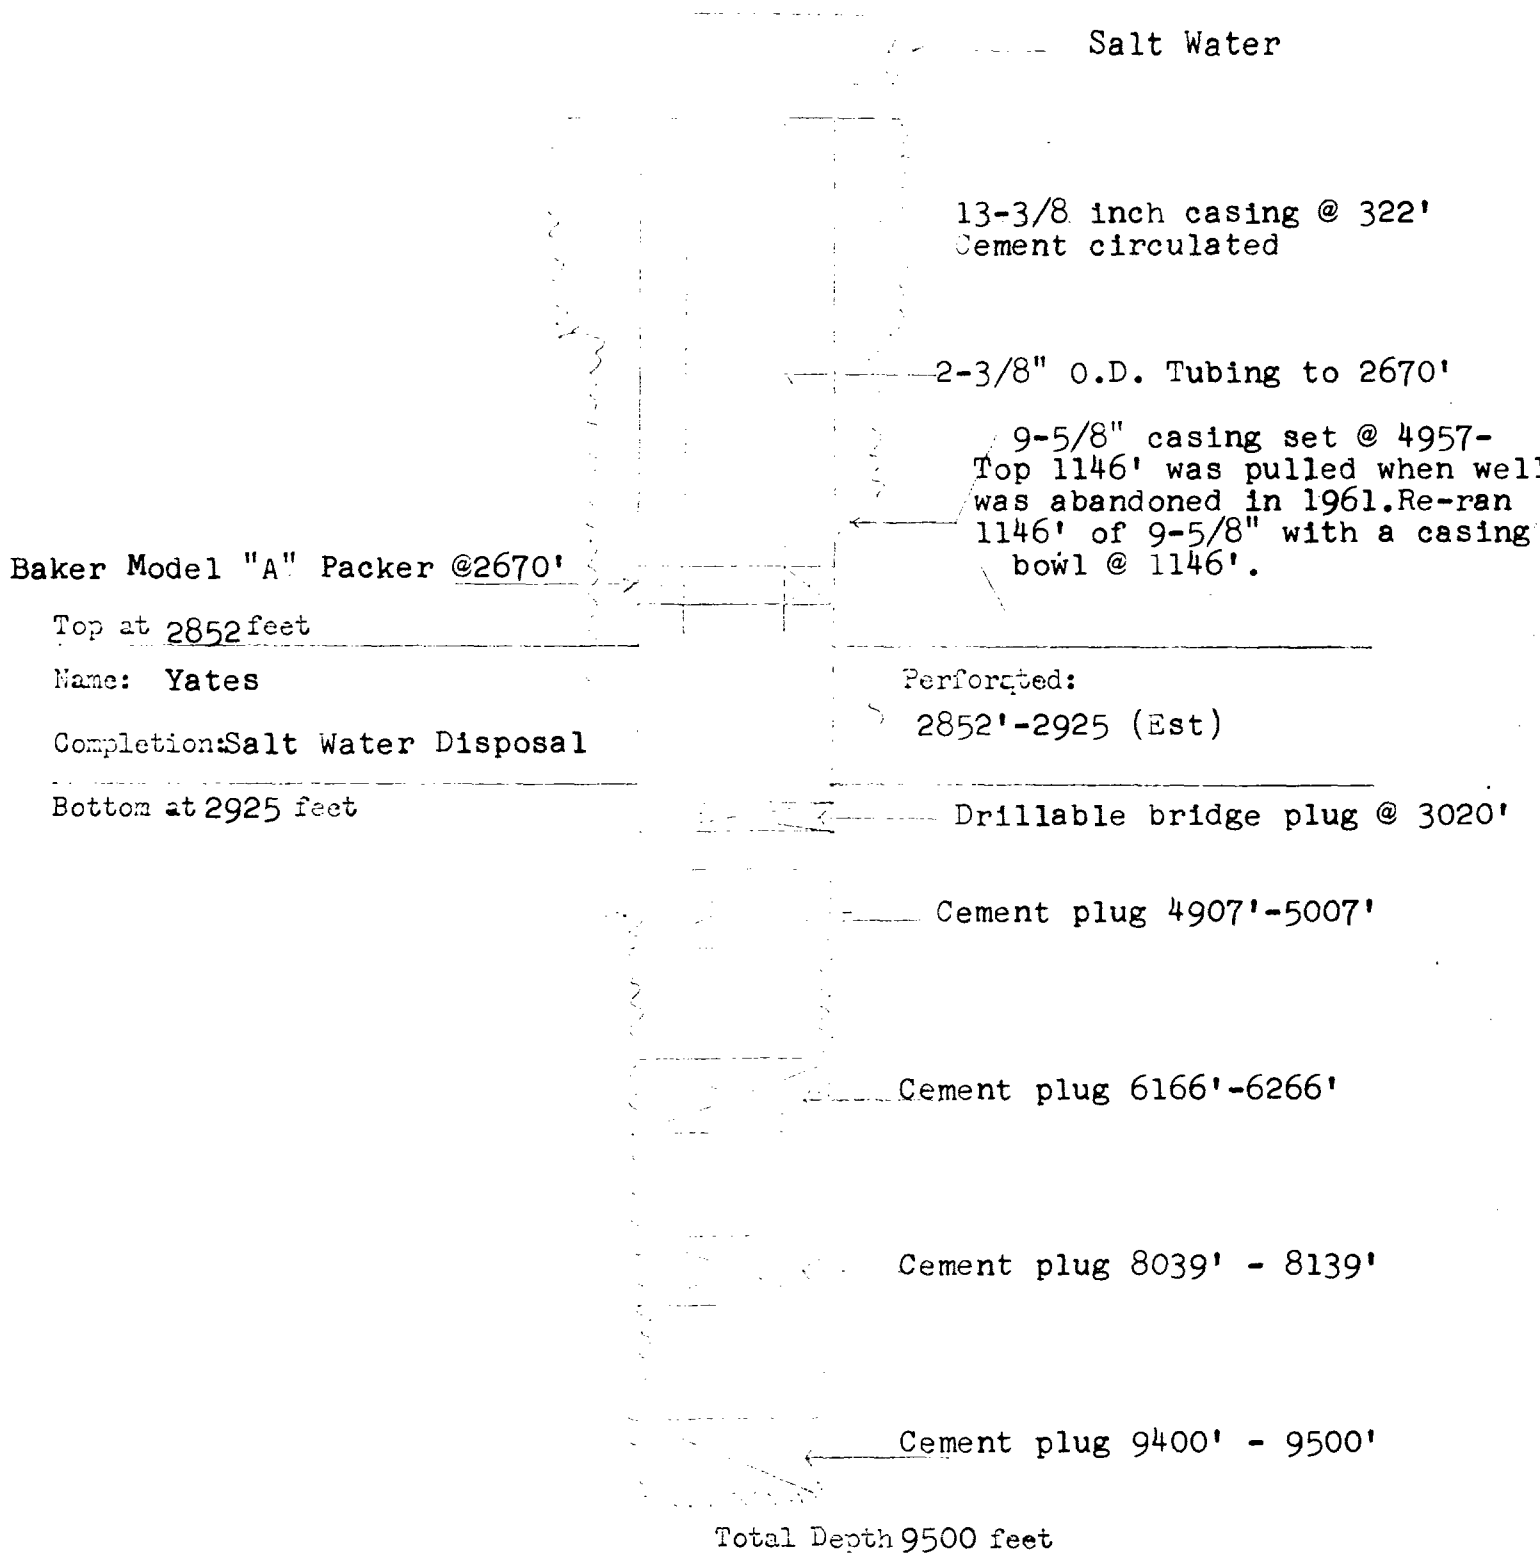 Salt Water
13-3/8 inch casing @ 322'
Cement circulated
2-3/8" O.D. Tubing to 2670'
9-5/8" casing set @ 4957-
Top 1146' was pulled when well
was abandoned in 1961.Re-ran
1146' of 9-5/8" with a casing
bowl @ 1146'.
Baker Model "A" Packer @2670'
Top at 2852 feet
Name: Yates
Perforated:
2852'-2925 (Est)
Completion:Salt Water Disposal
Bottom at 2925 feet
Drillable bridge plug @ 3020'
Cement plug 4907'-5007'
Cement plug 6166'-6266'
Cement plug 8039' - 8139'
Cement plug 9400' - 9500'
Total Depth 9500 feet